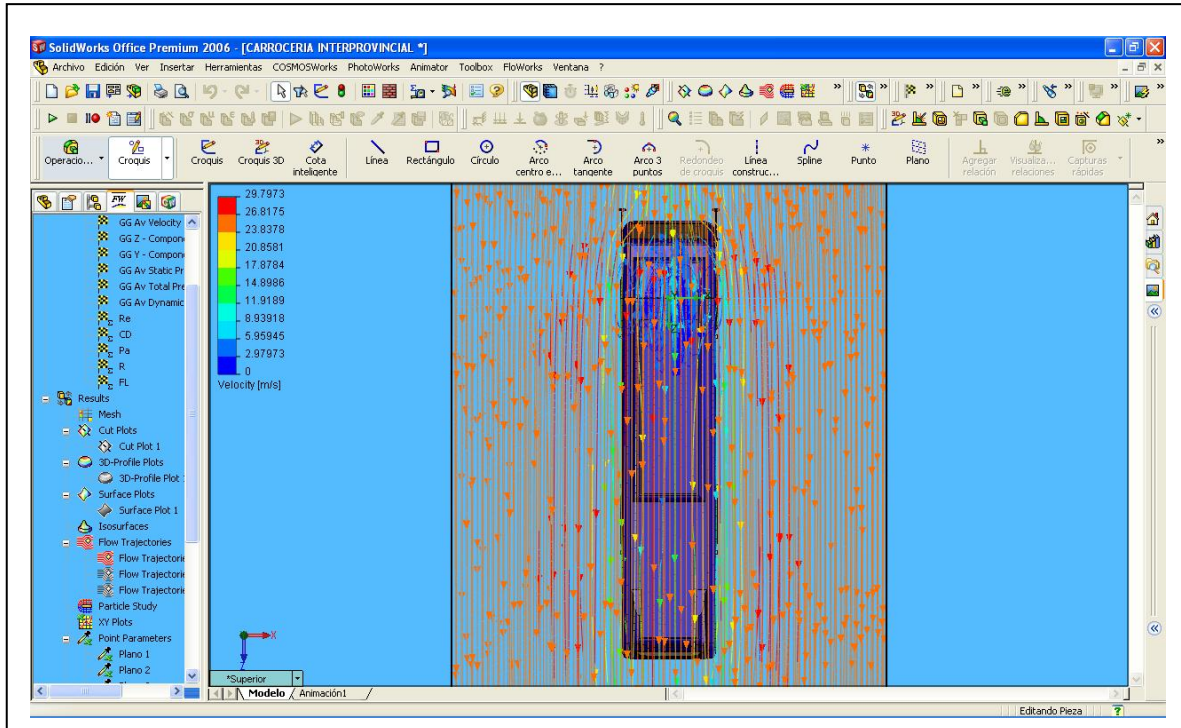 SolidWorks Office Premium 2006 - [CARROCERIA INTERPROVINCIAL *]
Archivo Edición Ver Insertar Herramientas COSMOSWorks PhotoWorks Animator Toolbox FloWorks Ventana ?
Operacio... Croquis Croquis Croquis 3D Cota inteligente Línea Rectángulo Círculo Arco centro e... Arco tangente Arco 3 puntos Redondeo de croquis Línea construc... Spline Punto Plano Agregar relación Visualiza... relaciones Capturas rápidas
GG Av Velocity
GG Z - Compon
GG Y - Compon
GG Av Static Pr
GG Av Total Pre
GG Av Dynamic
Re
CD
Pa
R
FL
Results
Mesh
Cut Plots
Cut Plot 1
3D-Profile Plots
3D-Profile Plot
Surface Plots
Surface Plot 1
Isosurfaces
Flow Trajectories
Flow Trajectorie
Flow Trajectorie
Flow Trajectorie
Particle Study
XY Plots
Point Parameters
Plano 1
Plano 2
29.7973
26.8175
23.8378
20.8581
17.8784
14.8986
11.9189
8.93918
5.95945
2.97973
0
Velocity [m/s]
X
Z
*Superior
Modelo Animación1
Editando Pieza